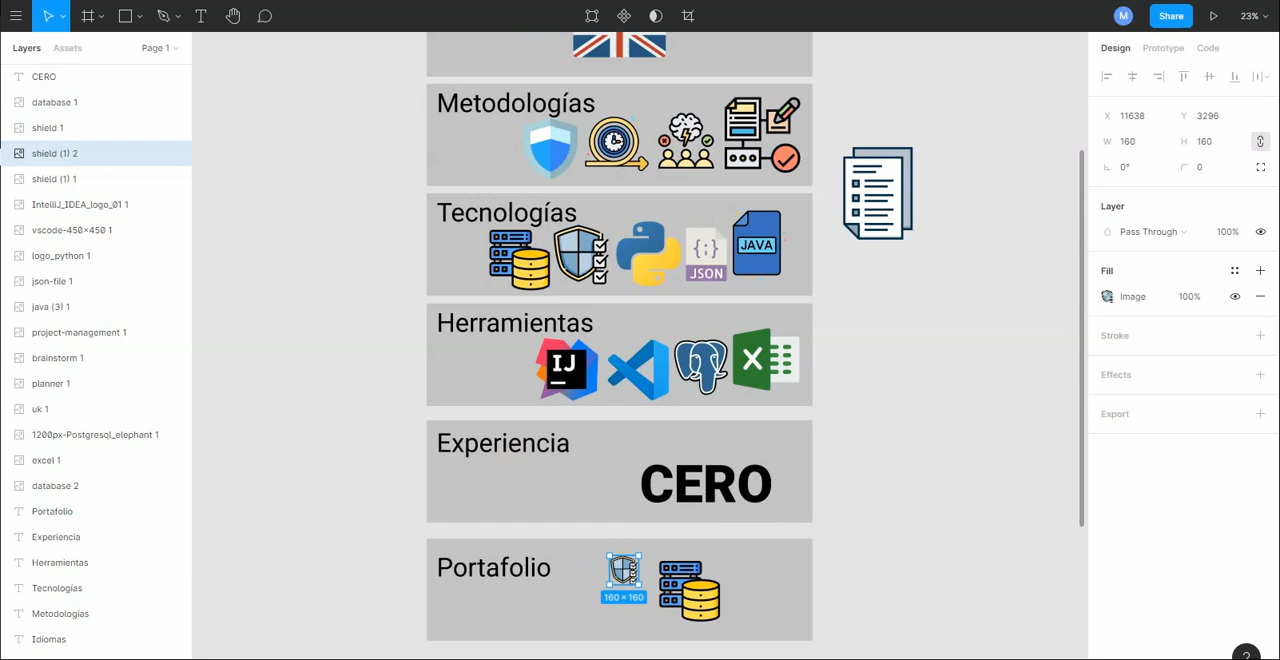 M
Share
23%
Layers
Assets
Page 1
CERO
database 1
shield 1
shield (1) 2
shield (1) 1
IntelliJ_IDEA_logo_01 1
vscode-450x450 1
logo_python 1
json-file 1
java (3) 1
project-management 1
brainstorm 1
planner 1
uk 1
1200px-Postgresql_elephant 1
excel 1
database 2
Portafolio
Experiencia
Herramientas
Tecnologías
Metodologías
Idiomas
Metodologías
Tecnologías
{;}
JSON
JAVA
Herramientas
IJ
X
Experiencia
CERO
Portafolio
160 × 160
Design
Prototype
Code
X 11638
Y 3296
W 160
H 160
0°
0
Layer
Pass Through
100%
Fill
Image
100%
Stroke
Effects
Export
?